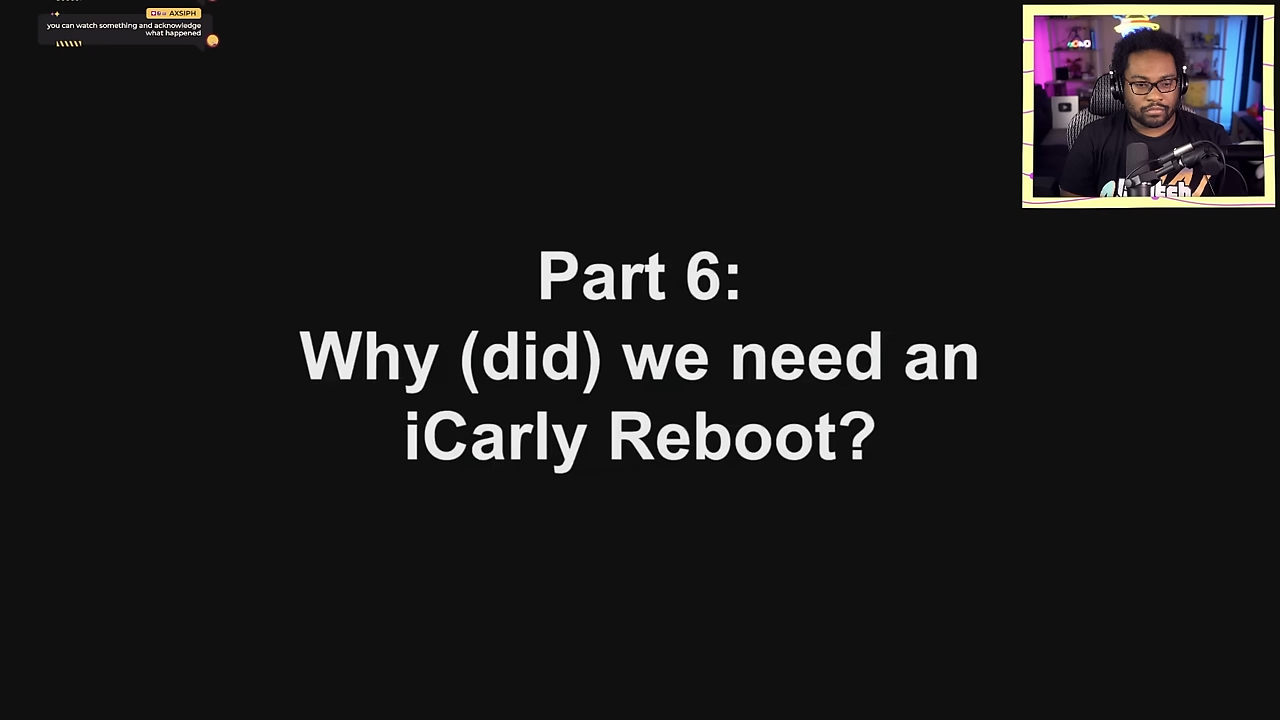 AXSIPH
you can watch something and acknowledge
what happened
Part 6:
Why (did) we need an
iCarly Reboot?